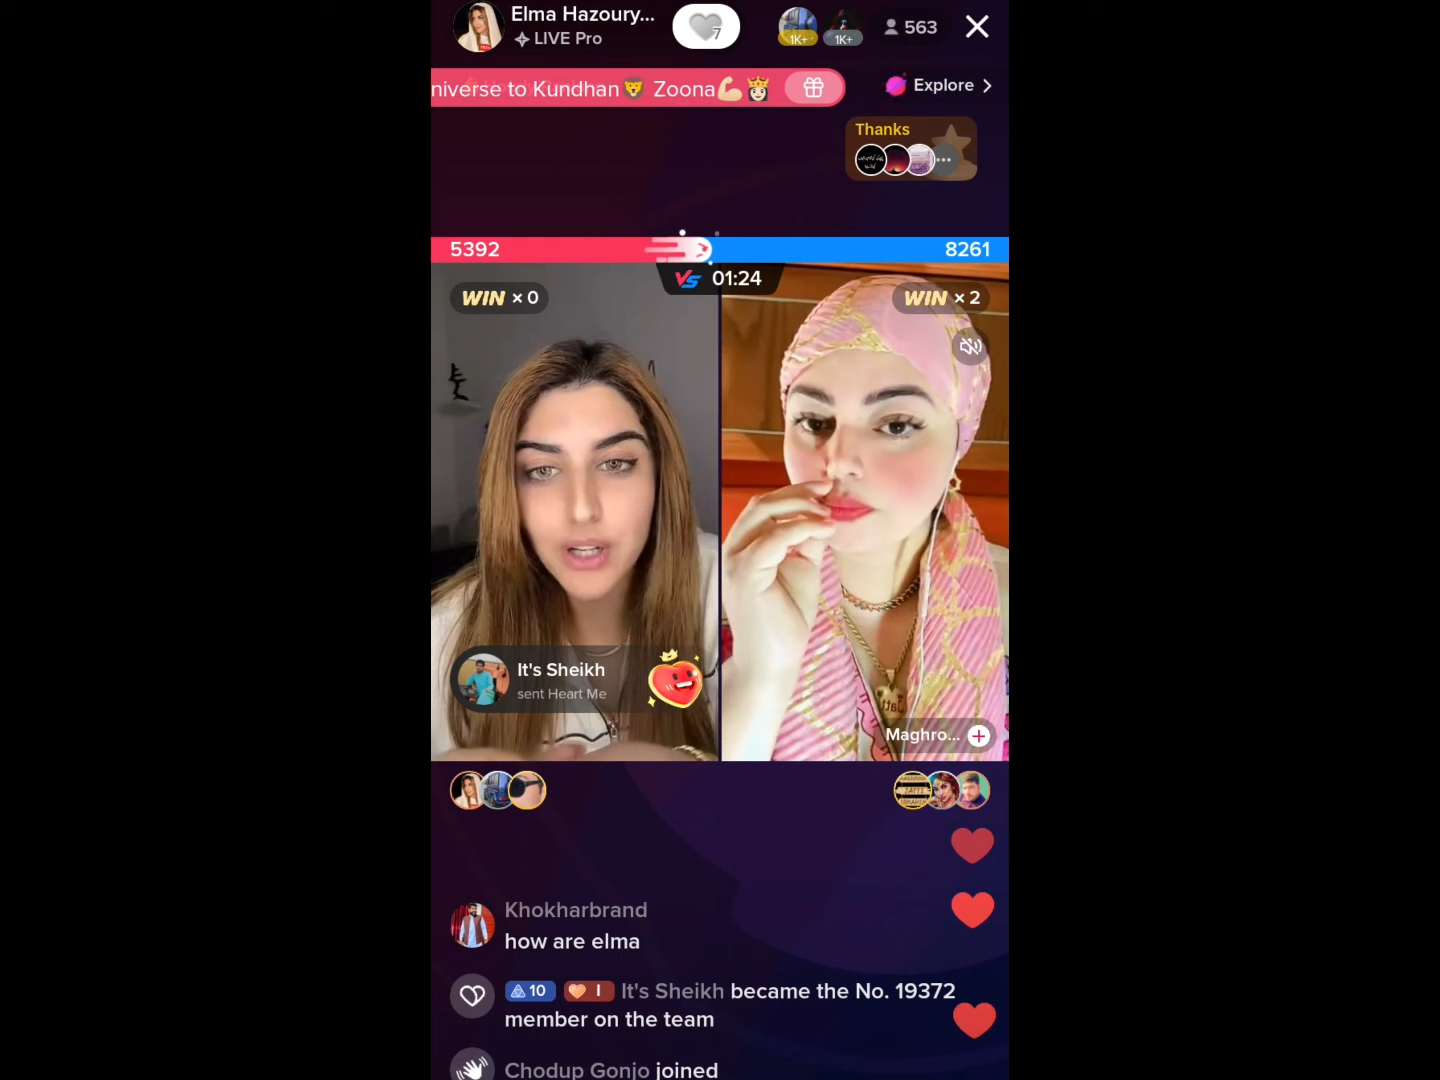 Elma Hazoury...
LIVE Pro
7
1K+
1K+
563
niverse to Kundhan🦁 Zoona💪🏻👸🏻
Explore
Thanks
5392
8261
VS 01:24
WIN × 0
WIN × 2
It's Sheikh
sent Heart Me
Maghro...
Khokharbrand
how are elma
10 I It's Sheikh became the No. 19372
member on the team
Chodup Gonjo joined